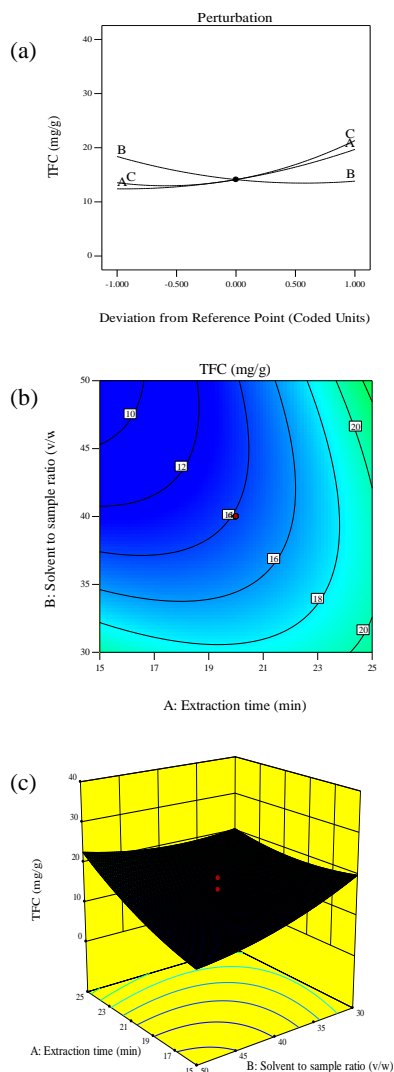 (a)
Perturbation
TFC (mg/g)
40
30
20
10
0
B
A
C
C
A
B
-1.000 -0.500 0.000 0.500 1.000
Deviation from Reference Point (Coded Units)
(b)
TFC (mg/g)
B: Solvent to sample ratio (v/w
50
45
40
35
30
10
12
16
18
20
20
15 17 19 21 23 25
A: Extraction time (min)
(c)
TFC (mg/g)
40
30
20
10
0
25
23
21
19
17
15
50
45
40
35
30
A: Extraction time (min)
B: Solvent to sample ratio (v/w)